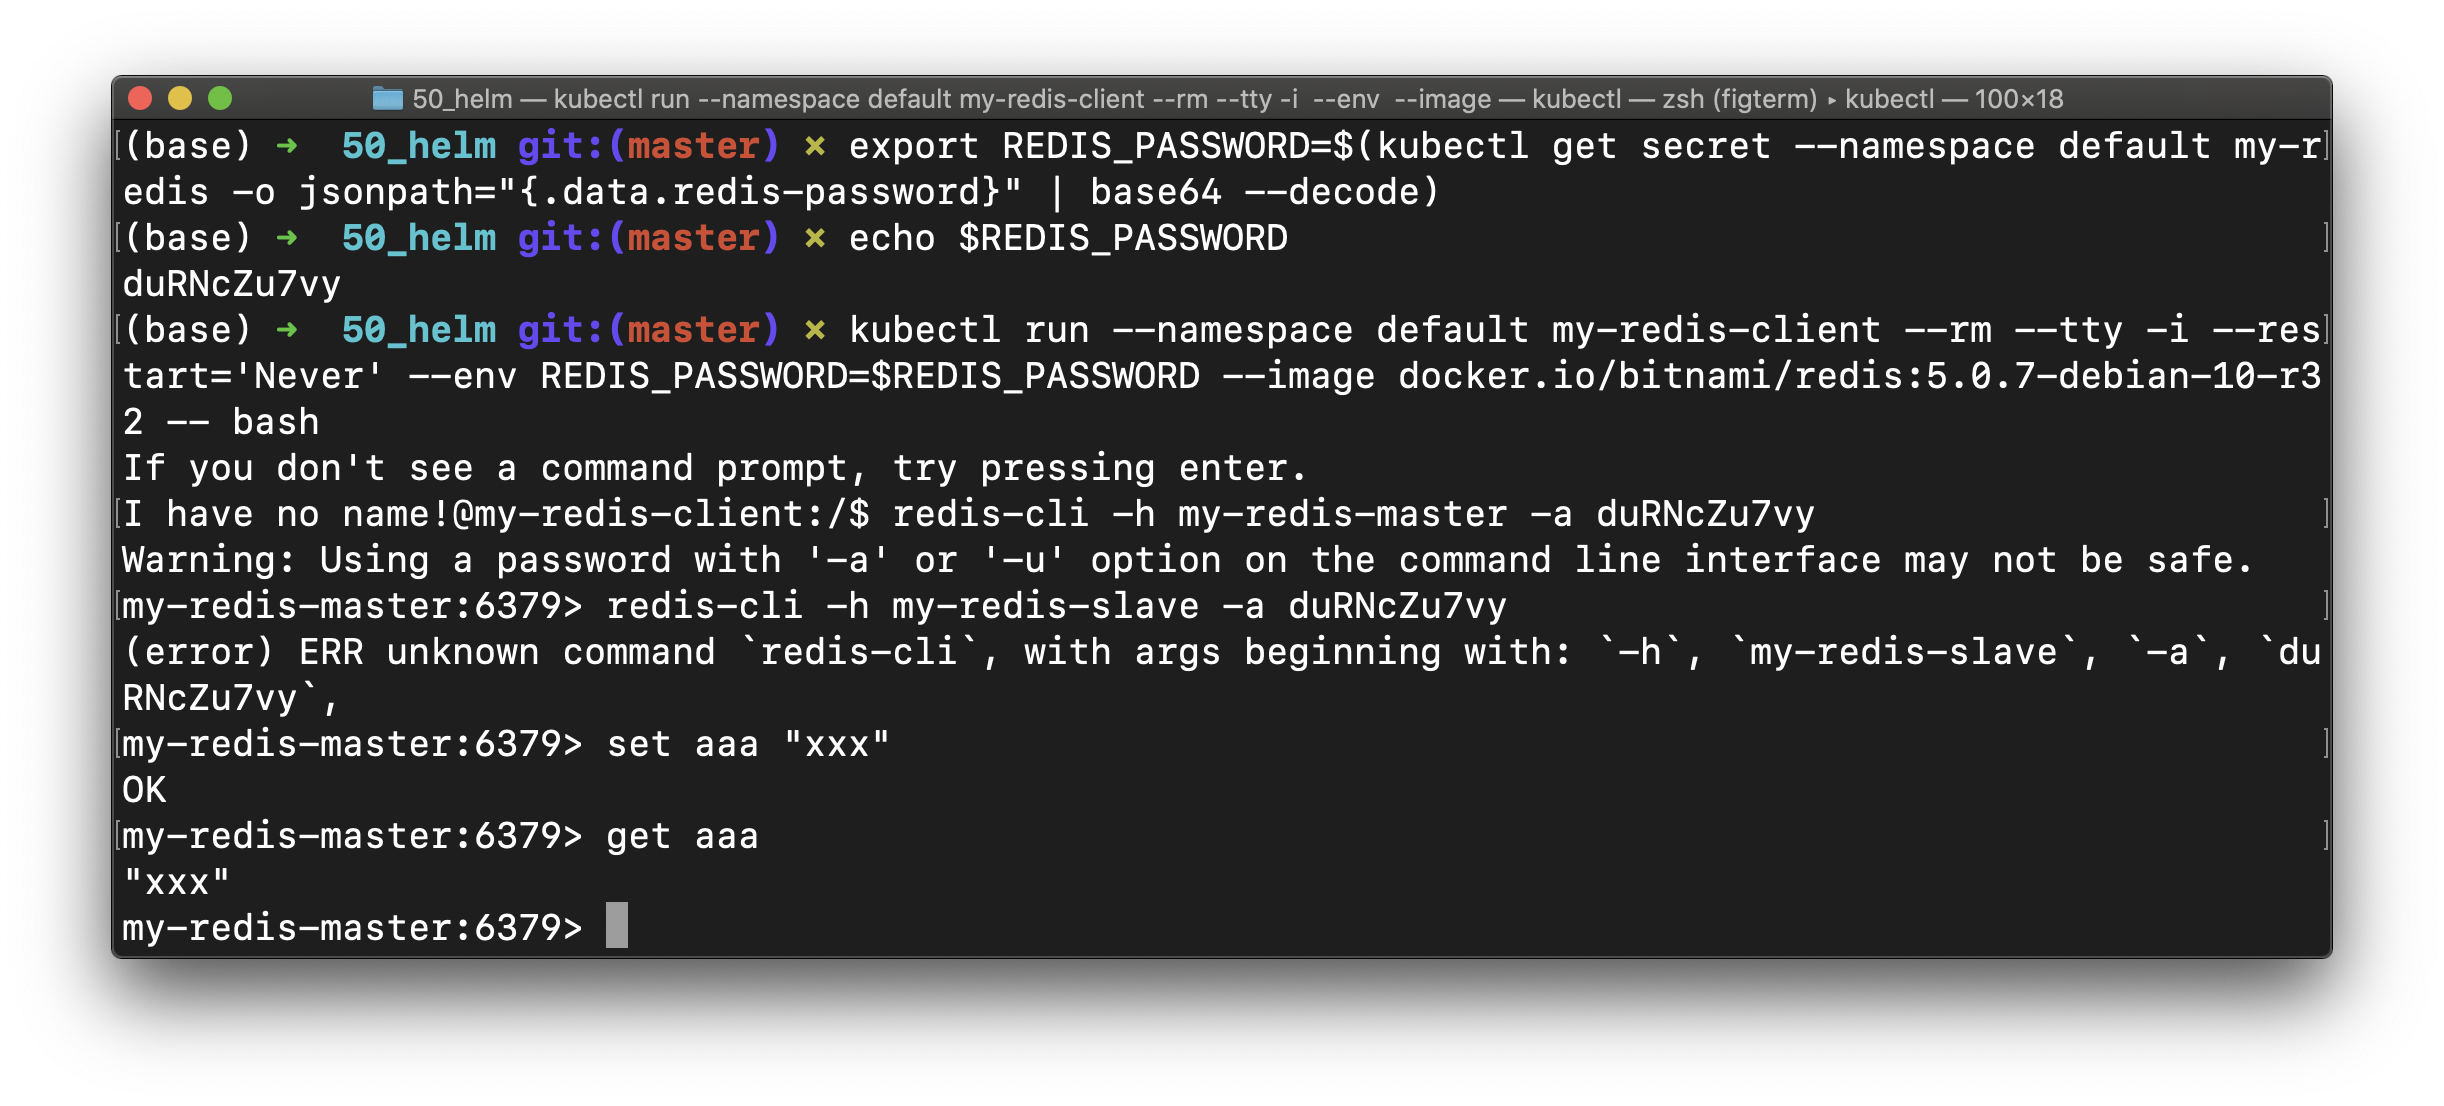 50_helm — kubectl run --namespace default my-redis-client --rm --tty -i  --env  --image — kubectl — zsh (figterm) ▸ kubectl — 100×18
(base) ➜  50_helm git:(master) ✗ export REDIS_PASSWORD=$(kubectl get secret --namespace default my-r
edis -o jsonpath="{.data.redis-password}" | base64 --decode)
(base) ➜  50_helm git:(master) ✗ echo $REDIS_PASSWORD
duRNcZu7vy
(base) ➜  50_helm git:(master) ✗ kubectl run --namespace default my-redis-client --rm --tty -i --res
tart='Never' --env REDIS_PASSWORD=$REDIS_PASSWORD --image docker.io/bitnami/redis:5.0.7-debian-10-r3
2 -- bash
If you don't see a command prompt, try pressing enter.
I have no name!@my-redis-client:/$ redis-cli -h my-redis-master -a duRNcZu7vy
Warning: Using a password with '-a' or '-u' option on the command line interface may not be safe.
my-redis-master:6379> redis-cli -h my-redis-slave -a duRNcZu7vy
(error) ERR unknown command `redis-cli`, with args beginning with: `-h`, `my-redis-slave`, `-a`, `du
RNcZu7vy`,
my-redis-master:6379> set aaa "xxx"
OK
my-redis-master:6379> get aaa
"xxx"
my-redis-master:6379>